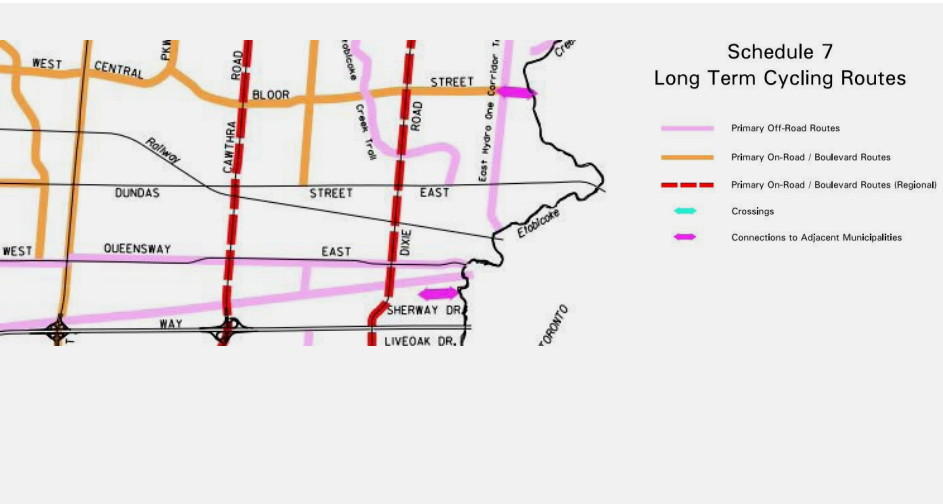 Schedule 7
Long Term Cycling Routes
Primary Off-Road Routes
Primary On-Road / Boulevard Routes
Primary On-Road / Boulevard Routes (Regional)
Crossings
Connections to Adjacent Municipalities
WEST
CENTRAL
PKW
ROAD
BLOOR
STREET
Creek Trail
ROAD
East Hydro One Corridor
CAWTHRA
Railway
DUNDAS
STREET
EAST
Etobicoke
WEST
QUEENSWAY
EAST
DIXIE
SHERWAY DR.
WAY
LIVEOAK DR.
TORONTO